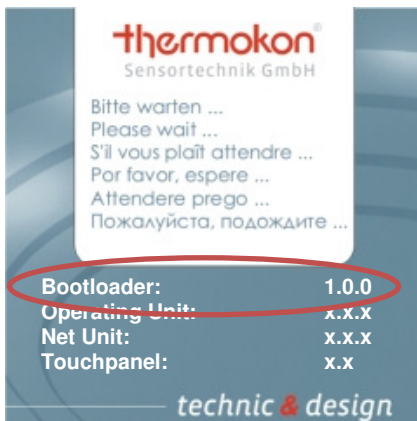 thermokon®
Sensortechnik GmbH
Bitte warten ...
Please wait ...
S'il vous plaît attendre ...
Por favor, espere ...
Attendere prego ...
Пожалуйста, подождите ...
Bootloader: 1.0.0
Operating Unit: x.x.x
Net Unit: x.x.x
Touchpanel: x.x
technic & design